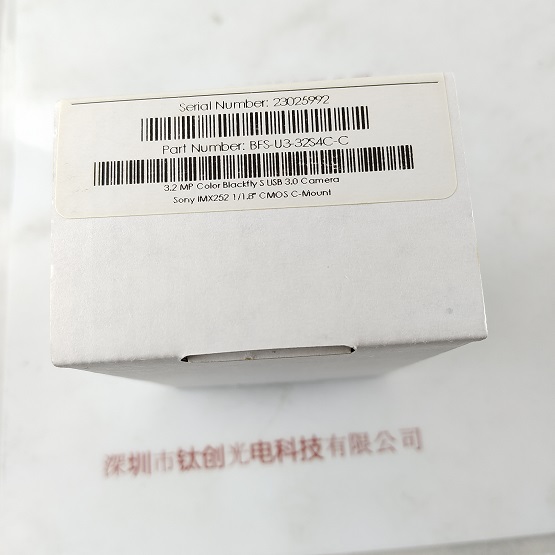 Serial Number: 23025992
Part Number: BFS-U3-32S4C-C
3.2 MP Color Blackfly S USB 3.0 Camera
Sony IMX252 1/1.8" CMOS C-Mount
深圳市钛创光电科技有限公司